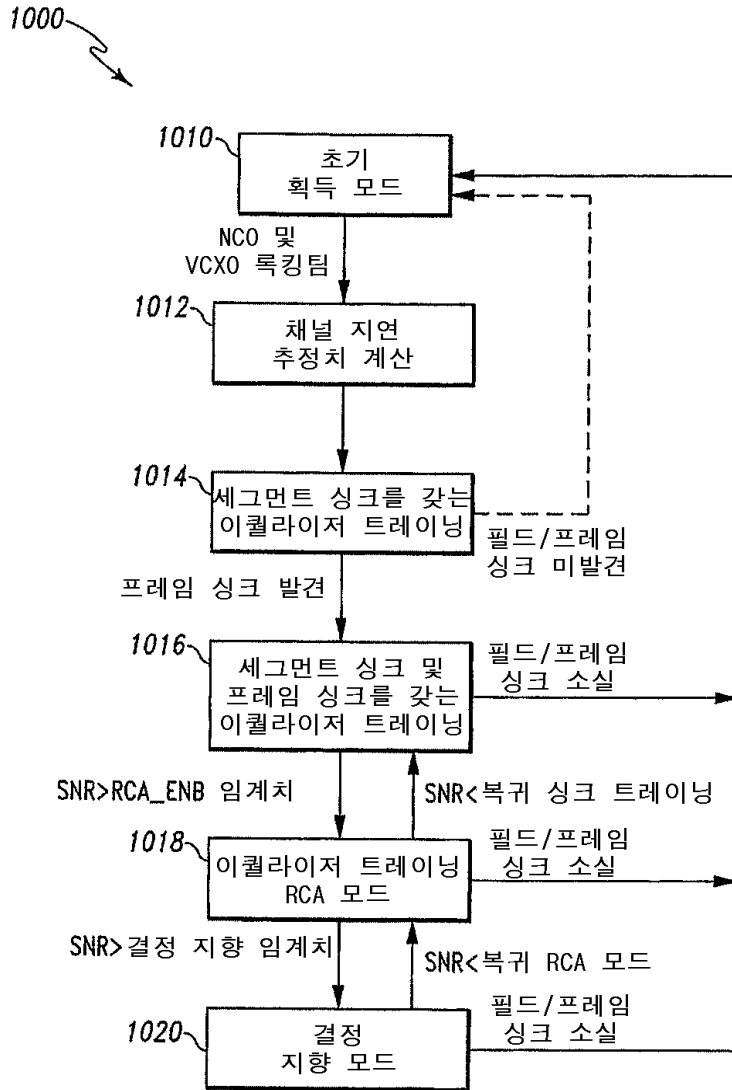 1000
1010
초기
획득 모드
NCO 및
VCXO 록킹팀
1012
채널 지연
추정치 계산
1014
세그먼트 싱크를 갖는
이퀄라이저 트레이닝
필드/프레임
싱크 미발견
프레임 싱크 발견
1016
세그먼트 싱크 및
프레임 싱크를 갖는
이퀄라이저 트레이닝
필드/프레임
싱크 소실
SNR>RCA_ENB 임계치
SNR<복귀 싱크 트레이닝
1018
이퀄라이저 트레이닝
RCA 모드
필드/프레임
싱크 소실
SNR>결정 지향 임계치
SNR<복귀 RCA 모드
1020
결정
지향 모드
필드/프레임
싱크 소실